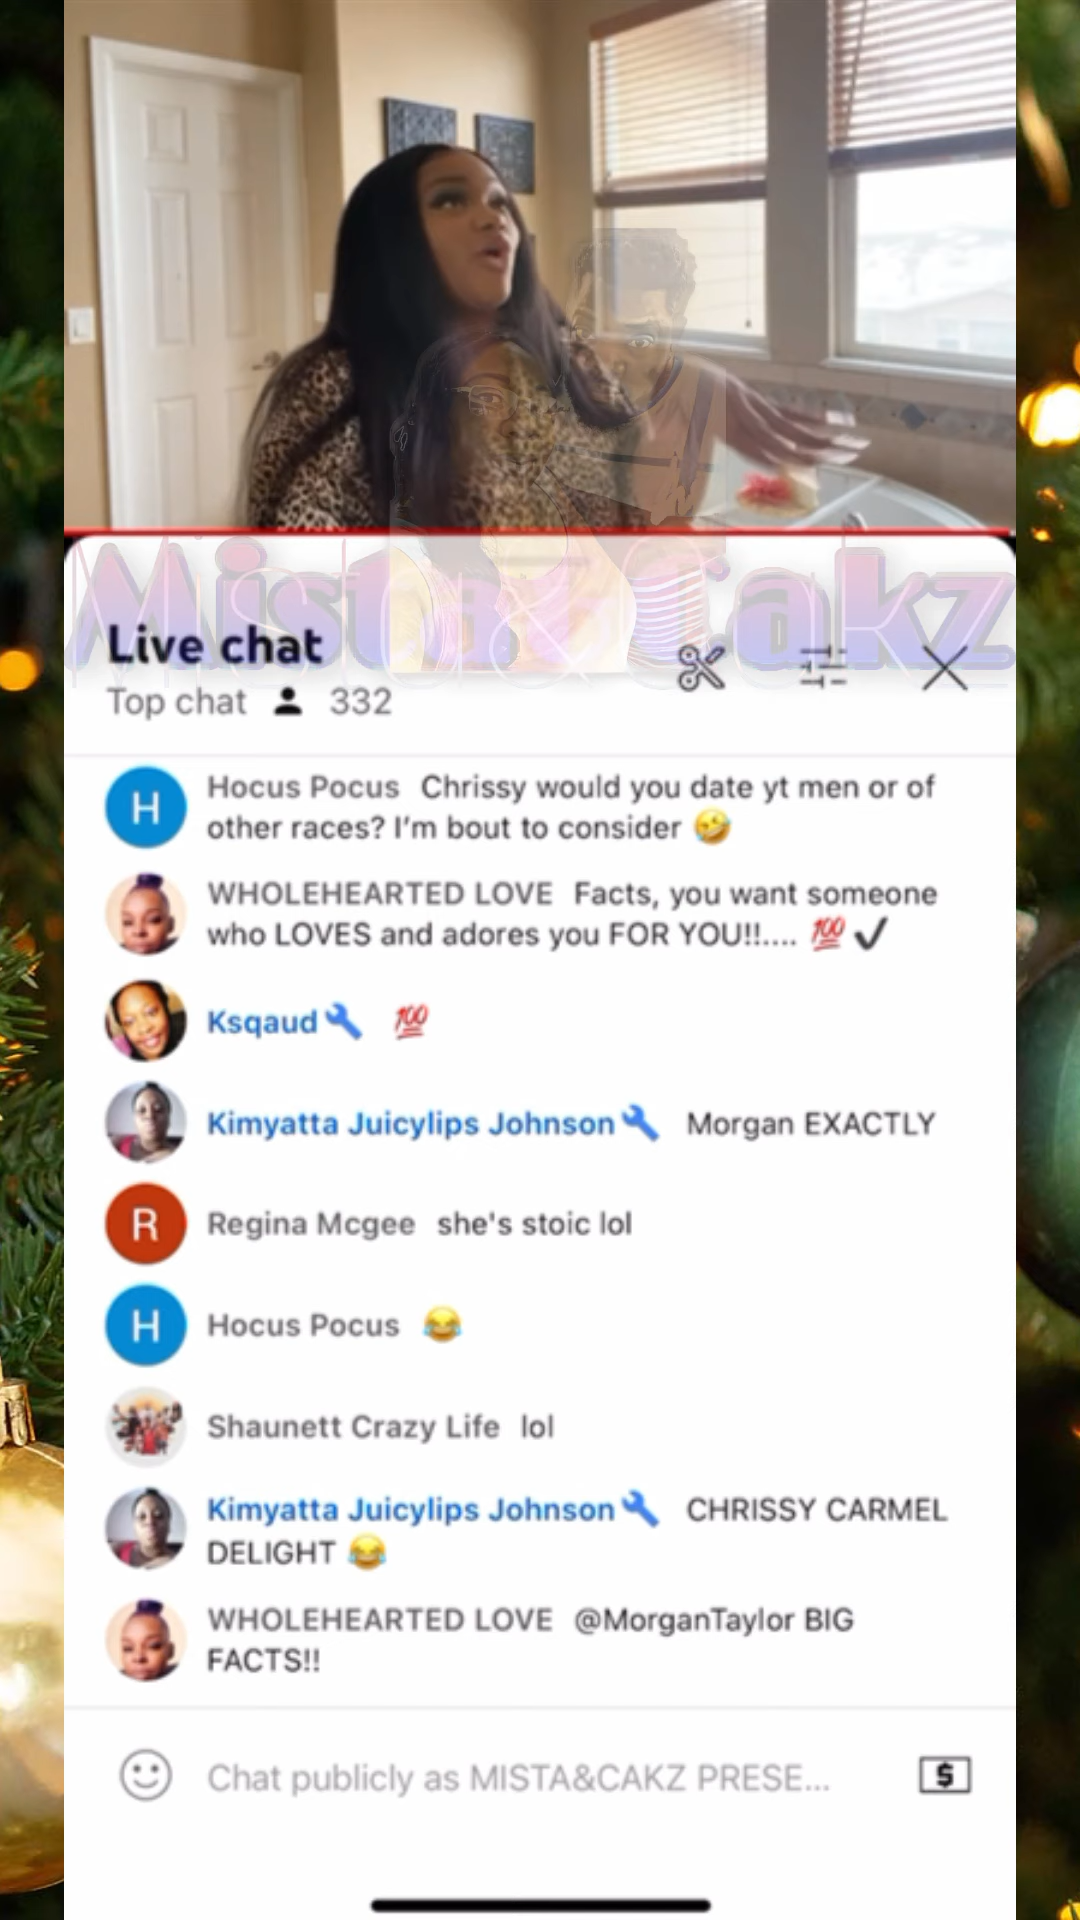 Mista&Cakz
Live chat
Top chat 332
H
Hocus Pocus Chrissy would you date yt men or of
other races? I’m bout to consider 🤣
WHOLEHEARTED LOVE Facts, you want someone
who LOVES and adores you FOR YOU!!.... 💯✔
Ksqaud🔧 💯
Kimyatta Juicylips Johnson🔧 Morgan EXACTLY
R
Regina Mcgee she's stoic lol
H
Hocus Pocus 😂
Shaunett Crazy Life lol
Kimyatta Juicylips Johnson🔧 CHRISSY CARMEL
DELIGHT 😂
WHOLEHEARTED LOVE @MorganTaylor BIG
FACTS!!
Chat publicly as MISTA&CAKZ PRESE...
$